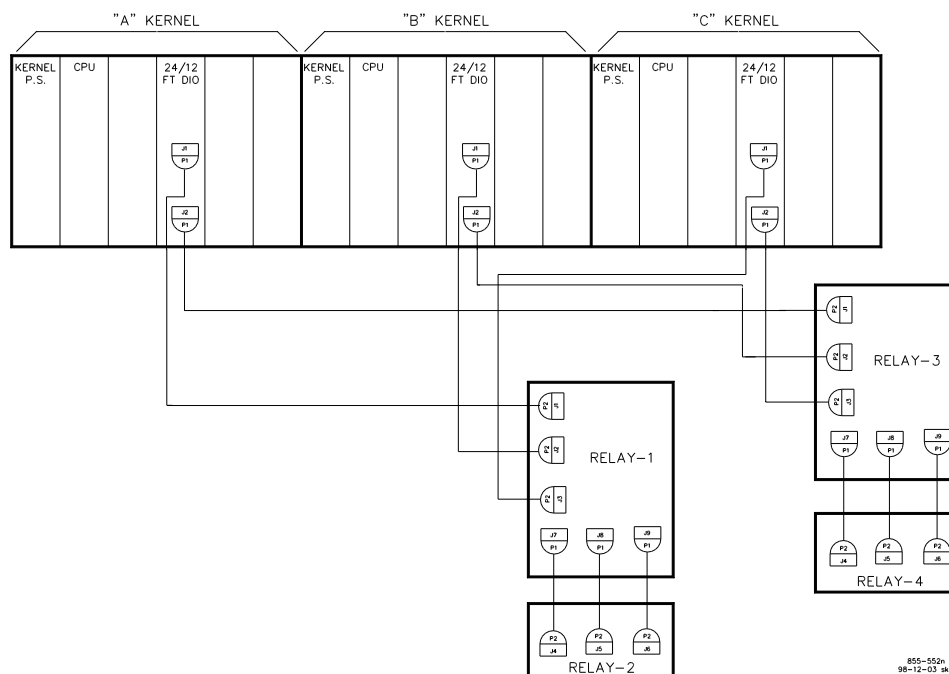 "A" KERNEL
"B" KERNEL
"C" KERNEL
KERNEL P.S.
CPU
24/12 FT DIO
KERNEL P.S.
CPU
24/12 FT DIO
KERNEL P.S.
CPU
24/12 FT DIO
J1
P1
J1
P1
J1
P1
J2
P1
J2
P1
J2
P1
P2
J1
P2
J2
RELAY-3
P2
J3
J7
P1
J8
P1
J9
P1
P2
J4
P2
J5
P2
J6
RELAY-4
P2
J1
P2
J2
RELAY-1
P2
J3
J7
P1
J8
P1
J9
P1
P2
J4
P2
J5
P2
J6
RELAY-2
855-552n
98-12-03